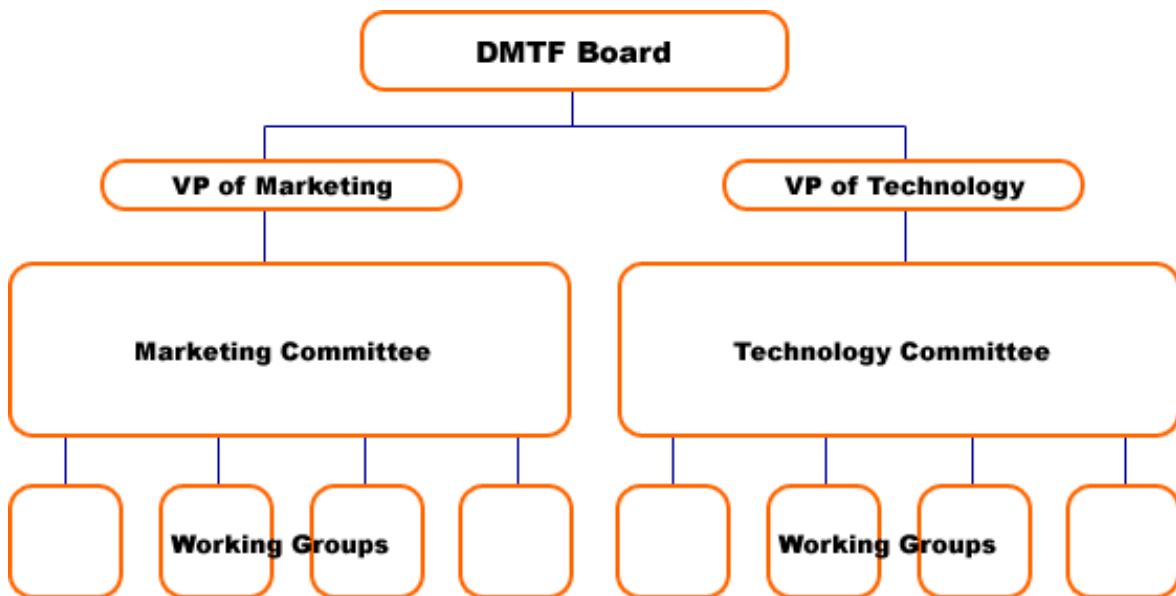 DMTF Board
VP of Marketing
VP of Technology
Marketing Committee
Technology Committee
Working Groups
Working Groups